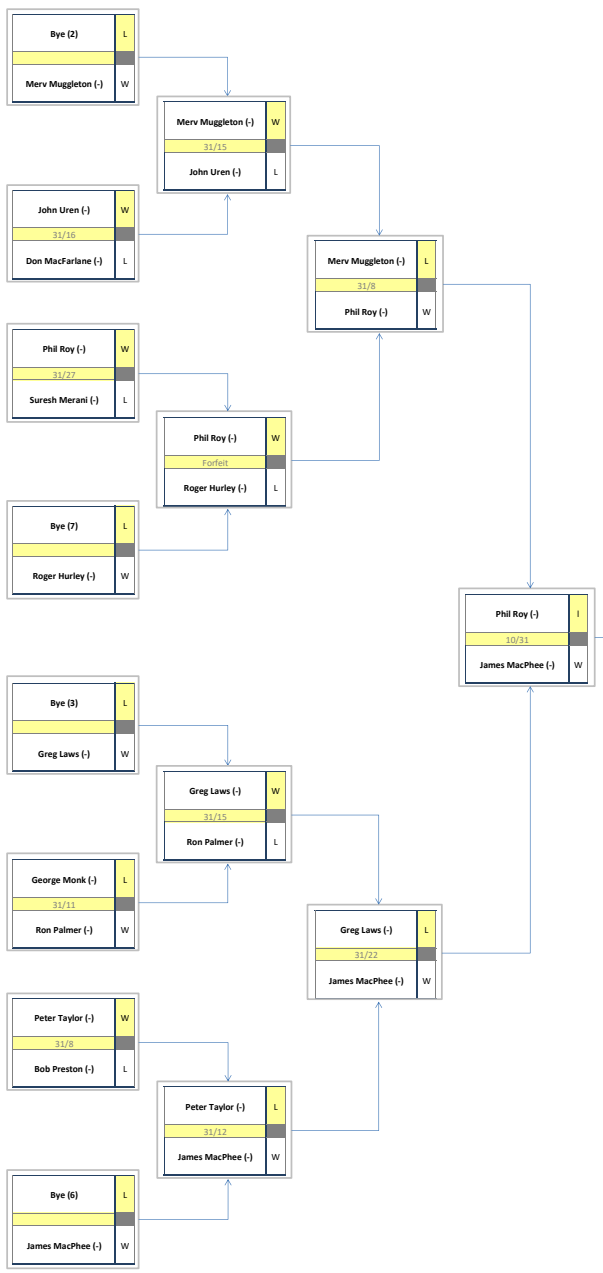 Bye (2) L
Merv Muggleton (-) W
Merv Muggleton (-) W
31/15
John Uren (-) L
John Uren (-) W
31/16
Don MacFarlane (-) L
Merv Muggleton (-) L
31/8
Phil Roy (-) W
Phil Roy (-) W
31/27
Suresh Merani (-) L
Phil Roy (-) W
Forfeit
Roger Hurley (-) L
Bye (7) L
Roger Hurley (-) W
Phil Roy (-) l
10/31
James MacPhee (-) W
Bye (3) L
Greg Laws (-) W
Greg Laws (-) W
31/15
Ron Palmer (-) L
George Monk (-) L
31/11
Ron Palmer (-) W
Greg Laws (-) L
31/22
James MacPhee (-) W
Peter Taylor (-) W
31/8
Bob Preston (-) L
Peter Taylor (-) L
31/12
James MacPhee (-) W
Bye (6) L
James MacPhee (-) W